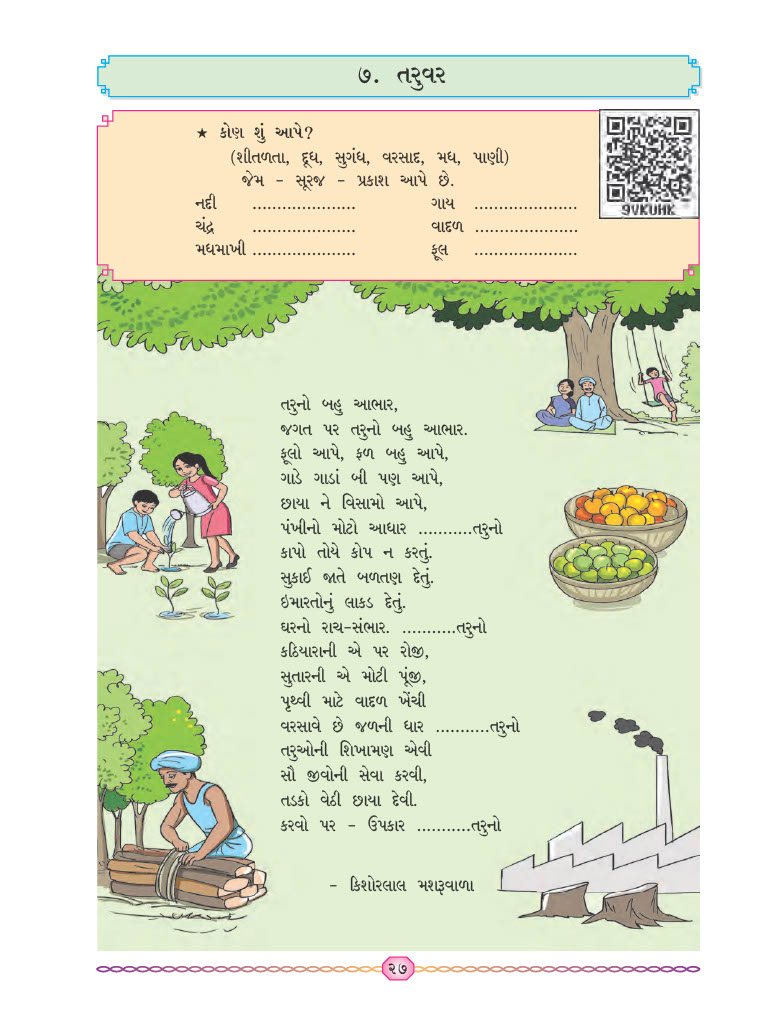 ૭. તરુવર
★ કોણ શું આપે?
(શીતળતા, દૂધ, સુગંધ, વરસાદ, મધ, પાણી)
જેમ - સૂરજ - પ્રકાશ આપે છે.
નદી ..................... ગાય .....................
ચંદ્ર ..................... વાદળ .....................
મધમાખી ..................... ફૂલ .....................
9VKUHK
તરુનો બહુ આભાર,
જગત પર તરુનો બહુ આભાર.
ફૂલો આપે, ફળ બહુ આપે,
ગાડે ગાડાં બી પણ આપે,
છાયા ને વિસામો આપે,
પંખીનો મોટો આધાર ...........તરુનો
કાપો તોયે કોપ ન કરતું.
સુકાઈ જાતે બળતણ દેતું.
ઇમારતોનું લાકડ દેતું.
ઘરનો રાચ-સંભાર. ...........તરુનો
કઠિયારાની એ પર રોજી,
સુતારની એ મોટી પૂંજી,
પૃથ્વી માટે વાદળ ખેંચી
વરસાવે છે જળની ધાર ...........તરુનો
તરુઓની શિખામણ એવી
સૌ જીવોની સેવા કરવી,
તડકો વેઠી છાયા દેવી.
કરવો પર - ઉપકાર ...........તરુનો
- કિશોરલાલ મશરૂવાળા
૨૭